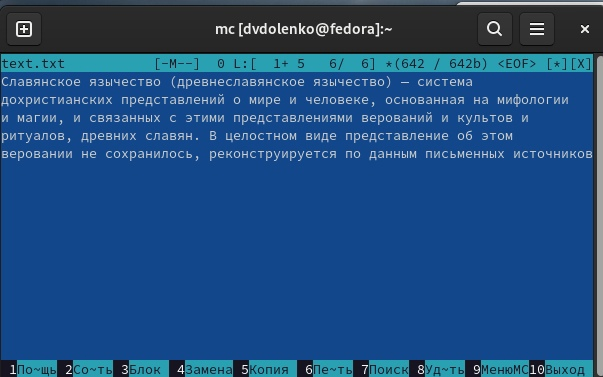 mc [dvdolenko@fedora]:~
text.txt [-M--] 0 L:[ 1+ 5 6/ 6] *(642 / 642b) <EOF> [*][X]
Славянское язычество (древнеславянское язычество) — система
дохристианских представлений о мире и человеке, основанная на мифологии
и магии, и связанных с этими представлениями верований и культов и
ритуалов, древних славян. В целостном виде представление об этом
веровании не сохранилось, реконструируется по данным письменных источников
1По~щь 2Со~ть 3Блок 4Замена 5Копия 6Пе~ть 7Поиск 8Уд~ть 9МенюMC 10Выход